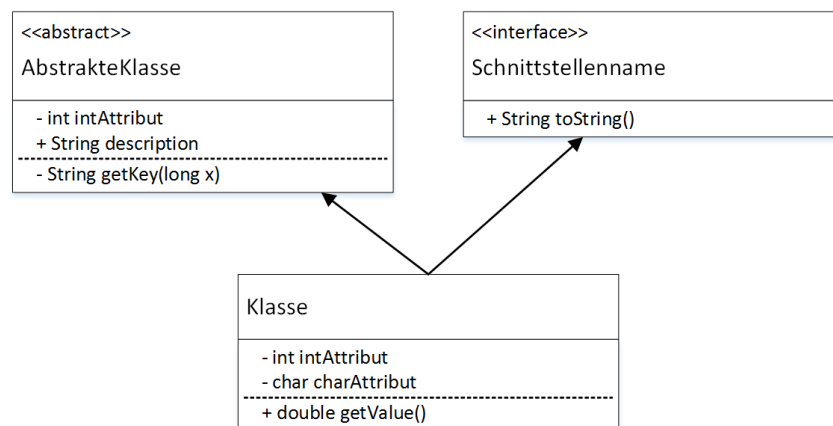 <<abstract>>
AbstrakteKlasse
- int intAttribut
+ String description
- String getKey(long x)
<<interface>>
Schnittstellenname
+ String toString()
Klasse
- int intAttribut
- char charAttribut
+ double getValue()